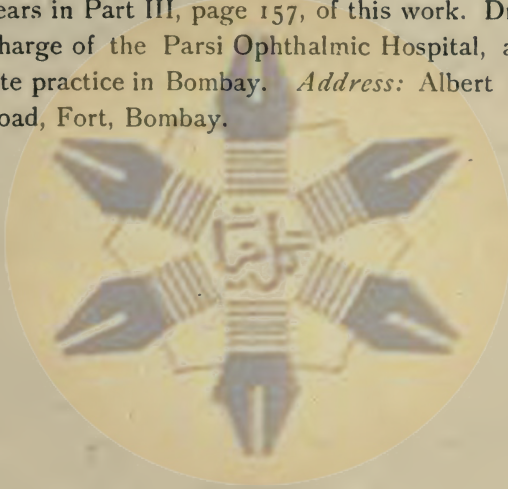 ears in Part III, page 157, of this work. D
harge of the Parsi Ophthalmic Hospital, a
te practice in Bombay. Address: Albert
oad, Fort, Bombay.